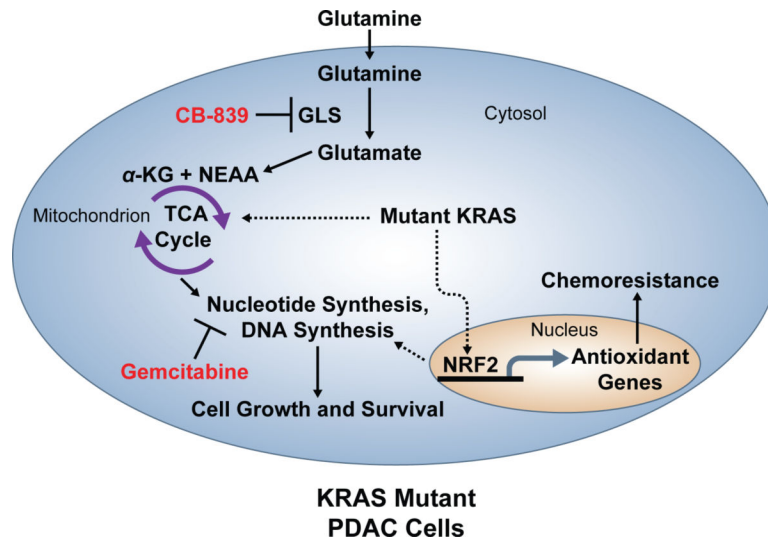 Glutamine
Glutamine
CB-839
GLS
Cytosol
Glutamate
α-KG + NEAA
Mitochondrion
TCA
Cycle
Mutant KRAS
Chemoresistance
Nucleotide Synthesis,
DNA Synthesis
Nucleus
NRF2
Antioxidant
Genes
Gemcitabine
Cell Growth and Survival
KRAS Mutant
PDAC Cells